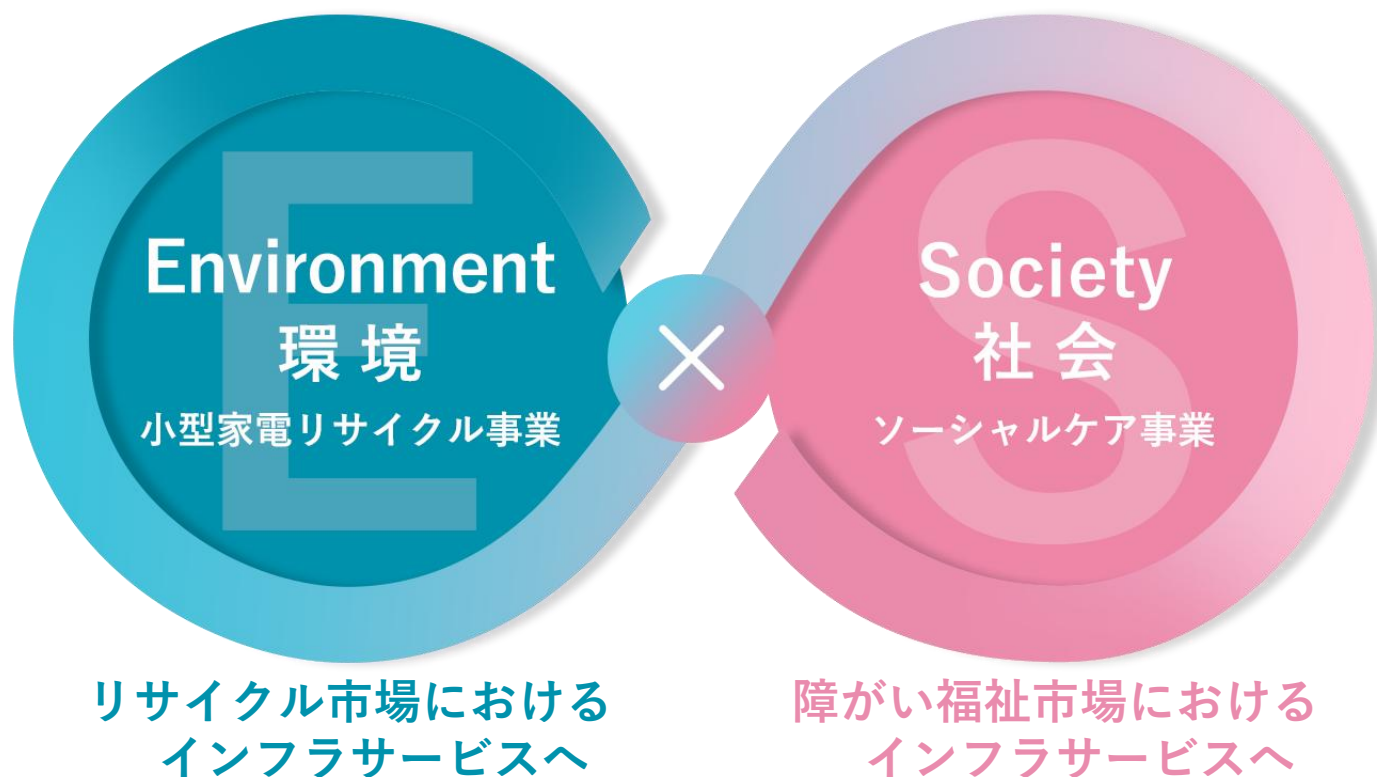 E
Environment
環境
小型家電リサイクル事業
×
S
Society
社会
ソーシャルケア事業
リサイクル市場における
インフラサービスへ
障がい福祉市場における
インフラサービスへ